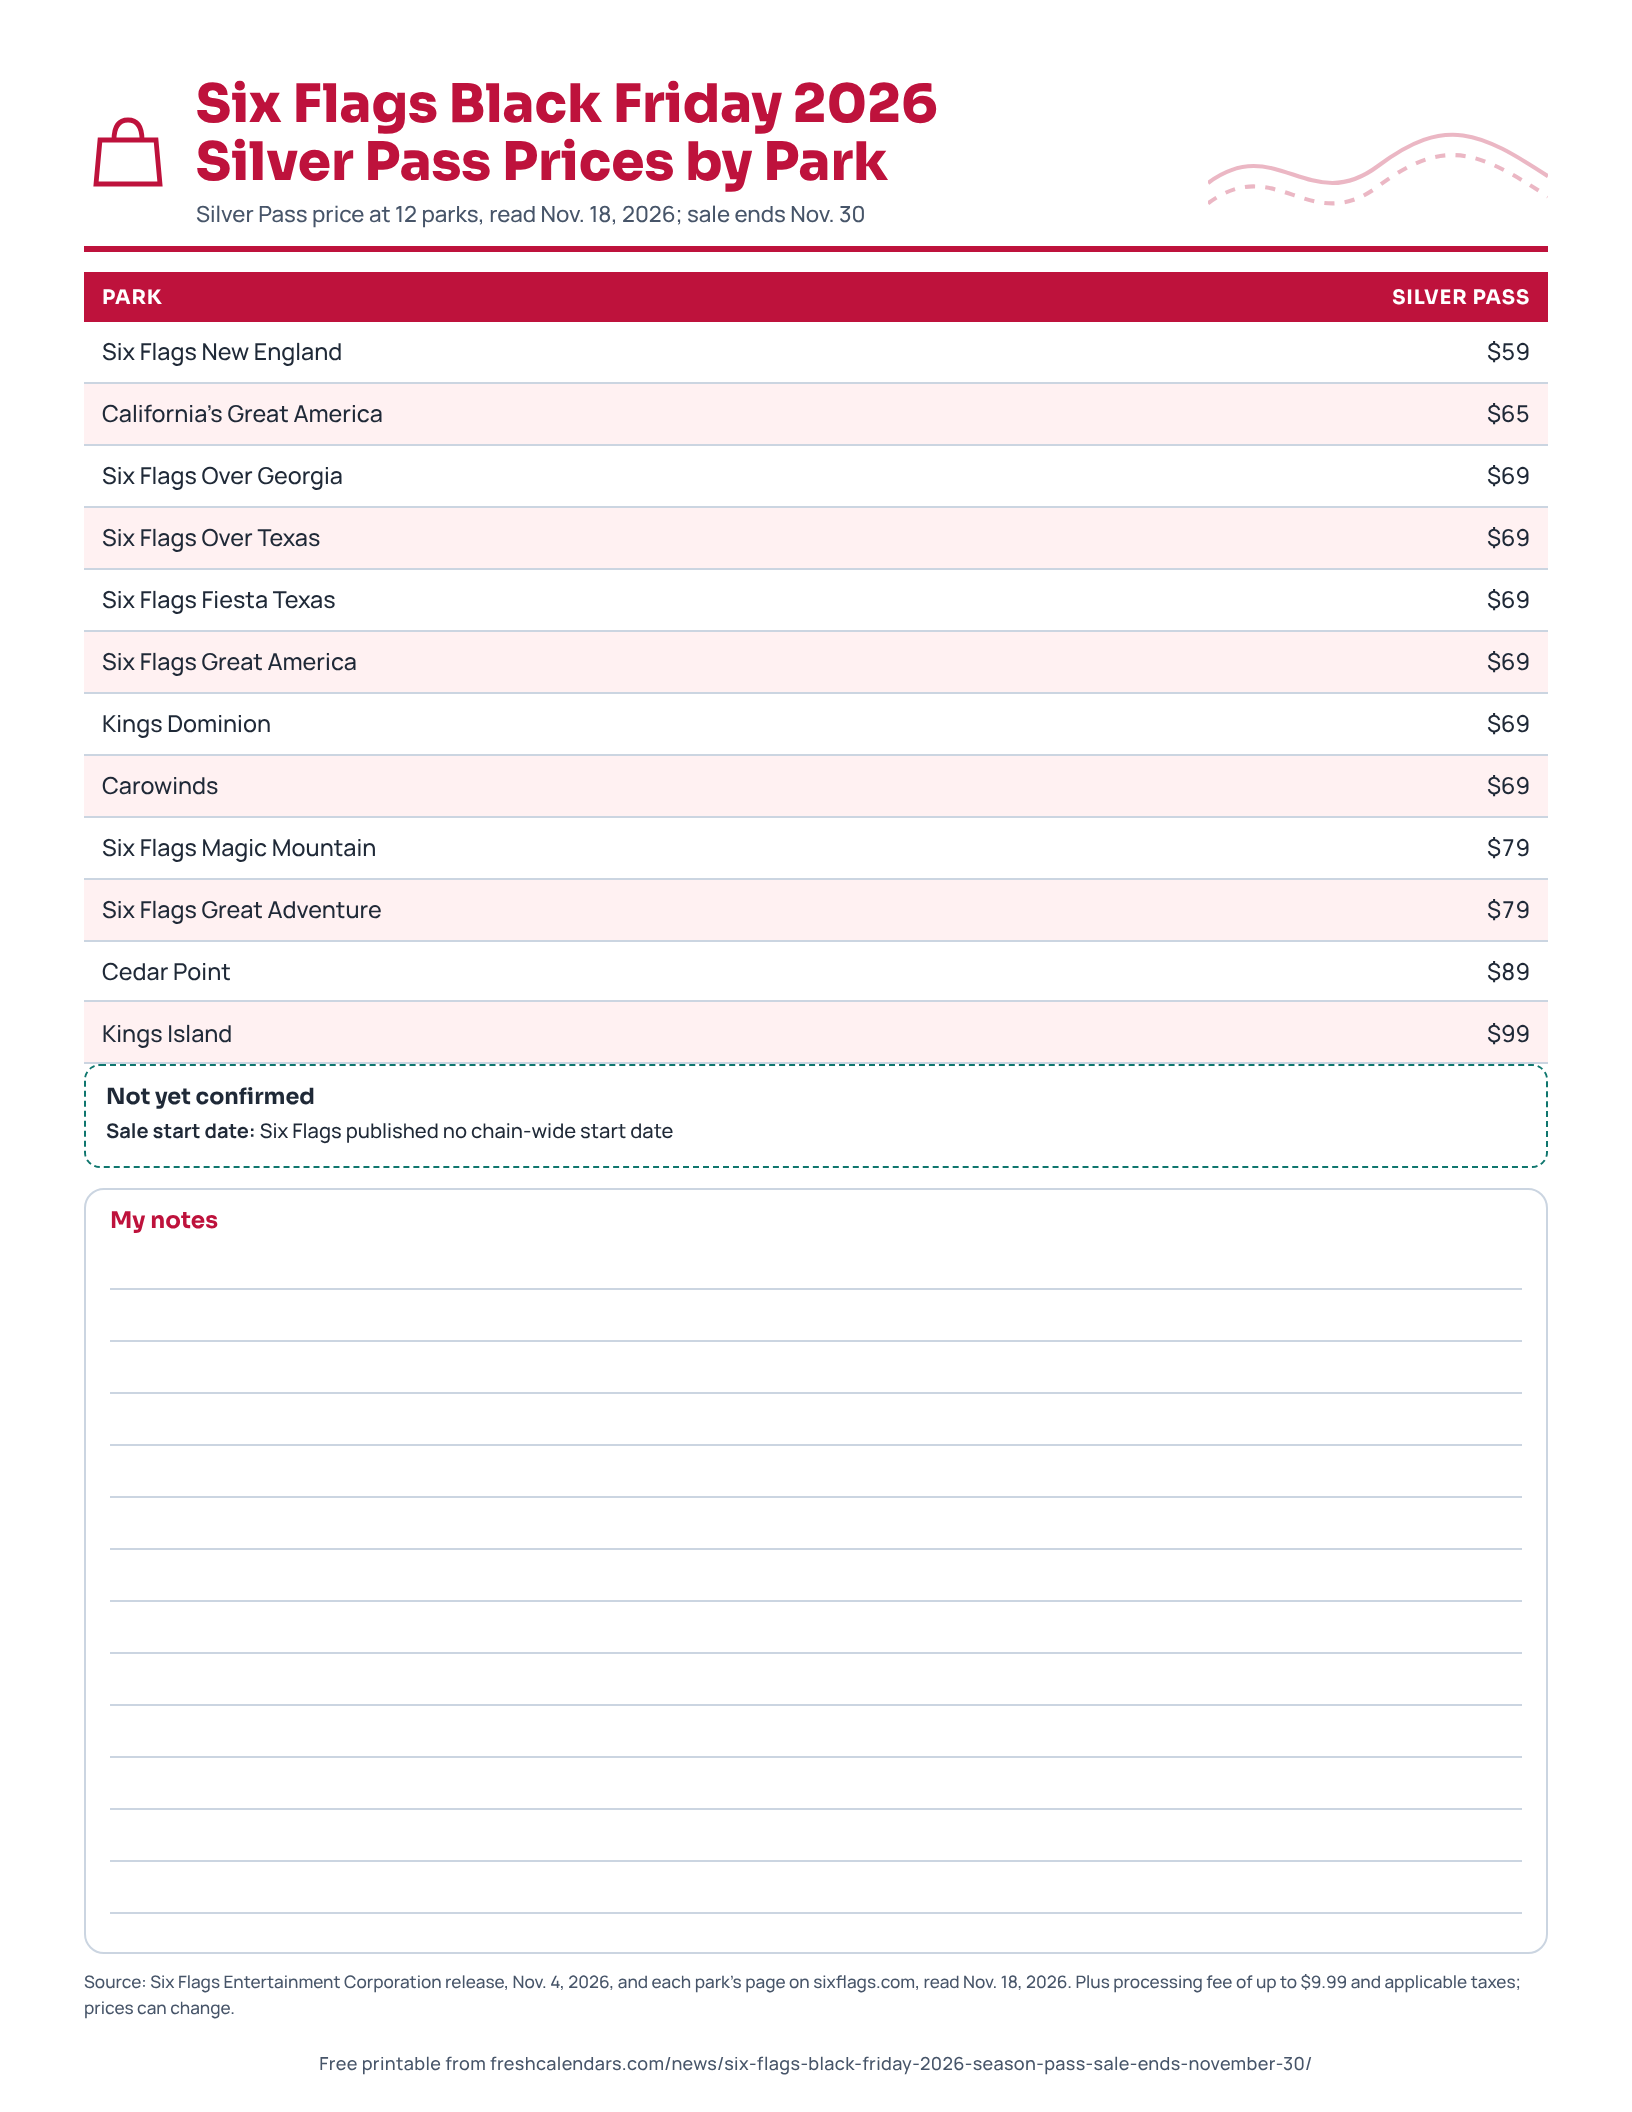 Six Flags Black Friday 2026
Silver Pass Prices by Park
Silver Pass price at 12 parks, read Nov. 18, 2026; sale ends Nov. 30
PARK SILVER PASS
Six Flags New England $59
California’s Great America $65
Six Flags Over Georgia $69
Six Flags Over Texas $69
Six Flags Fiesta Texas $69
Six Flags Great America $69
Kings Dominion $69
Carowinds $69
Six Flags Magic Mountain $79
Six Flags Great Adventure $79
Cedar Point $89
Kings Island $99
Not yet confirmed
Sale start date: Six Flags published no chain-wide start date
My notes
Source: Six Flags Entertainment Corporation release, Nov. 4, 2026, and each park’s page on sixflags.com, read Nov. 18, 2026. Plus processing fee of up to $9.99 and applicable taxes;
prices can change.
Free printable from freshcalendars.com/news/six-flags-black-friday-2026-season-pass-sale-ends-november-30/